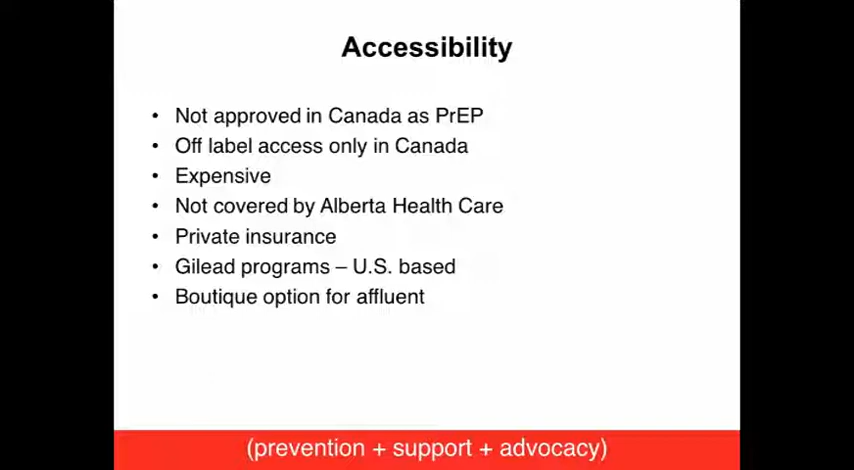 Accessibility
• Not approved in Canada as PrEP
• Off label access only in Canada
• Expensive
• Not covered by Alberta Health Care
• Private insurance
• Gilead programs – U.S. based
• Boutique option for affluent
(prevention + support + advocacy)